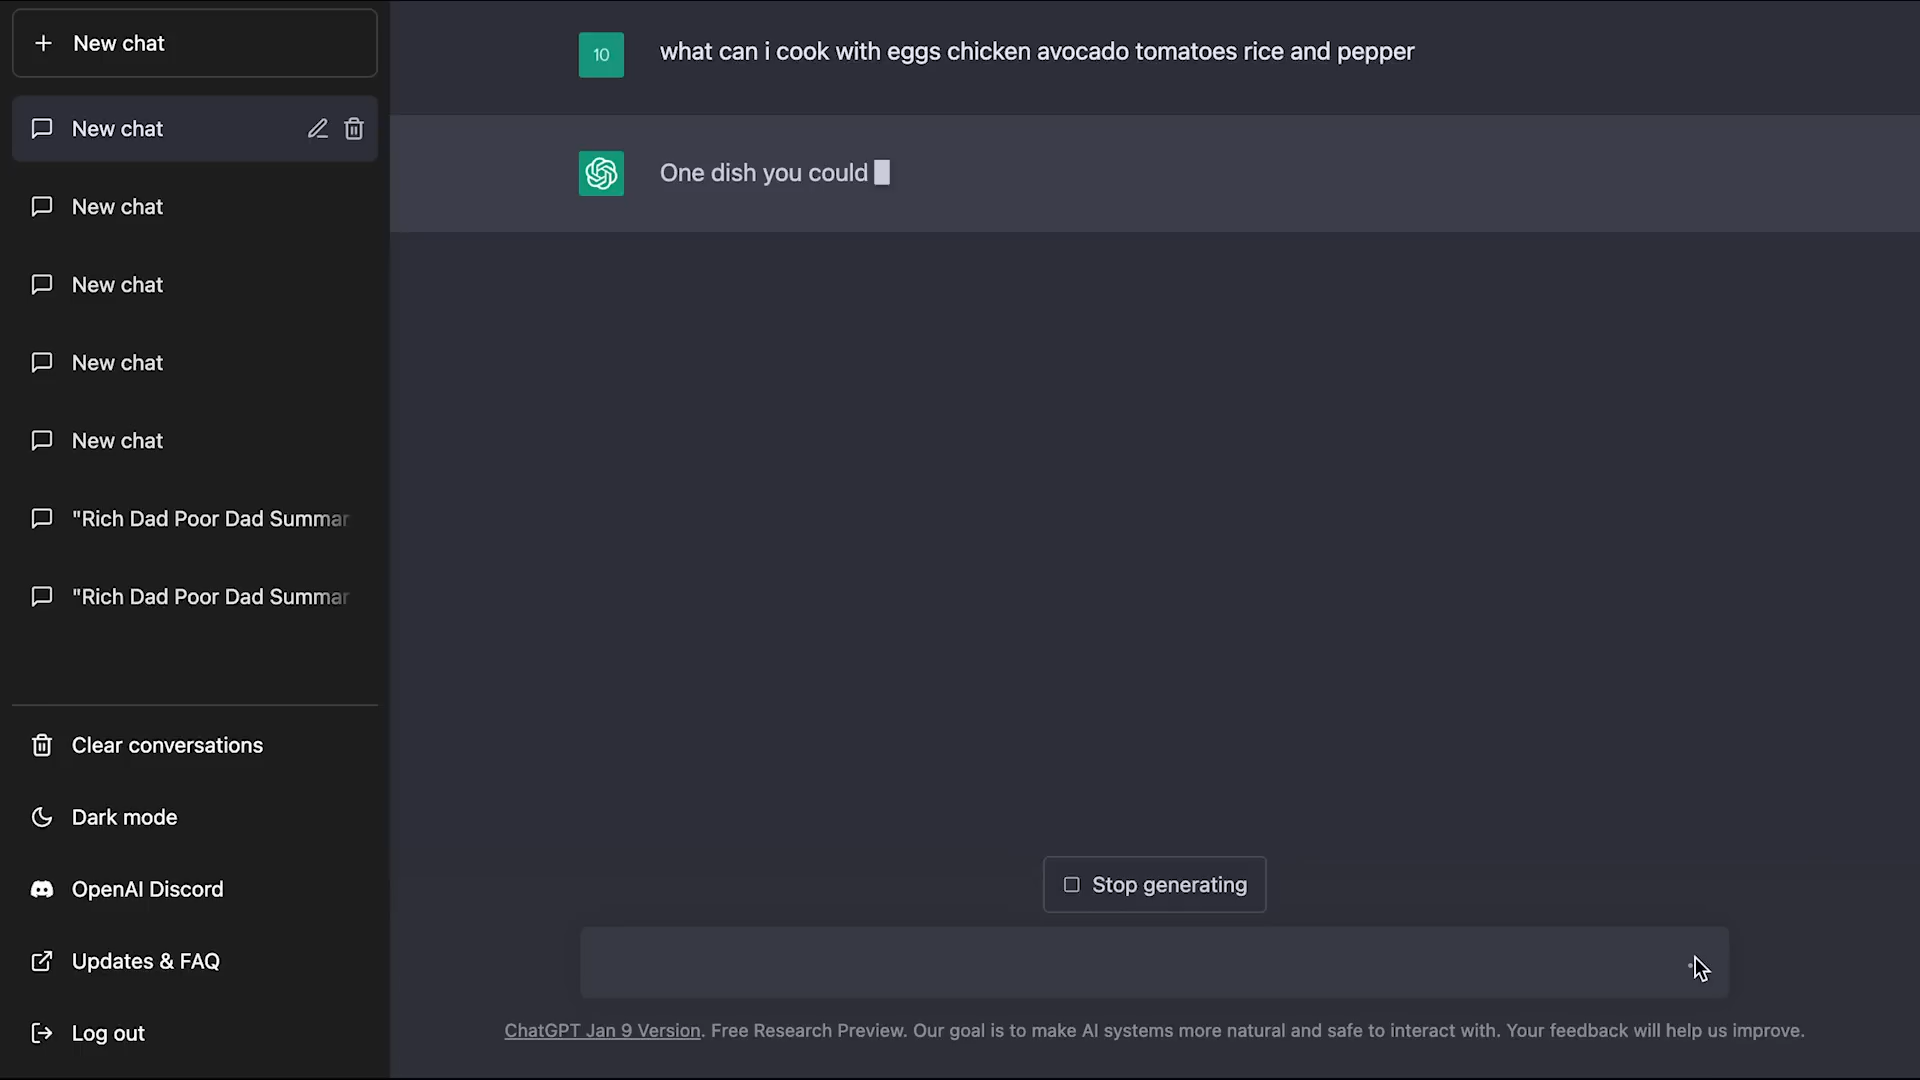 New chat
New chat
New chat
New chat
New chat
New chat
"Rich Dad Poor Dad Summar
"Rich Dad Poor Dad Summar
Clear conversations
Dark mode
OpenAI Discord
Updates & FAQ
Log out
10
what can i cook with eggs chicken avocado tomatoes rice and pepper
One dish you could
Stop generating
ChatGPT Jan 9 Version. Free Research Preview. Our goal is to make AI systems more natural and safe to interact with. Your feedback will help us improve.